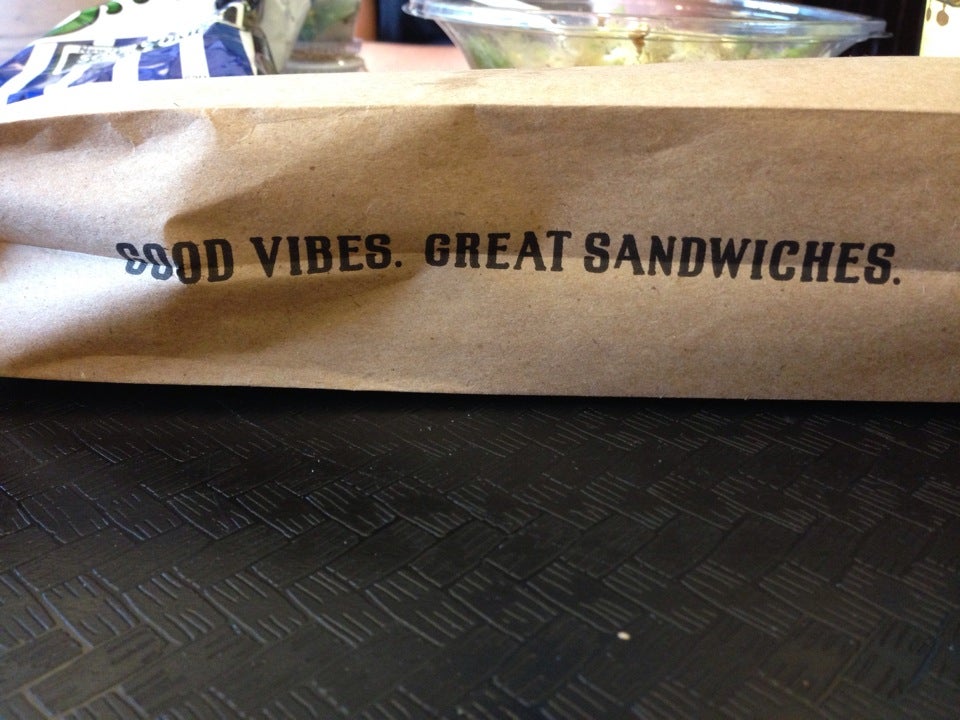 GOOD VIBES. GREAT SANDWICHES.